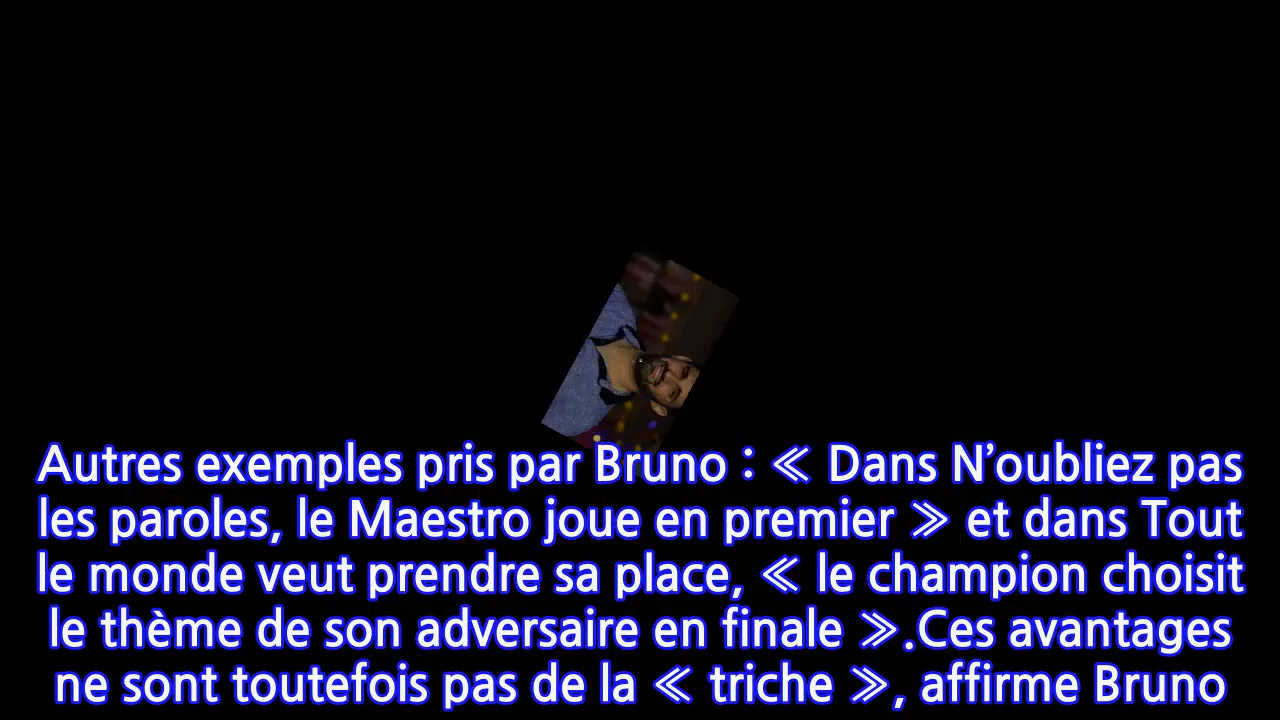 Autres exemples pris par Bruno : ≪ Dans N’oubliez pas
les paroles, le Maestro joue en premier ≫ et dans Tout
le monde veut prendre sa place, ≪ le champion choisit
le thème de son adversaire en finale ≫.Ces avantages
ne sont toutefois pas de la ≪ triche ≫, affirme Bruno